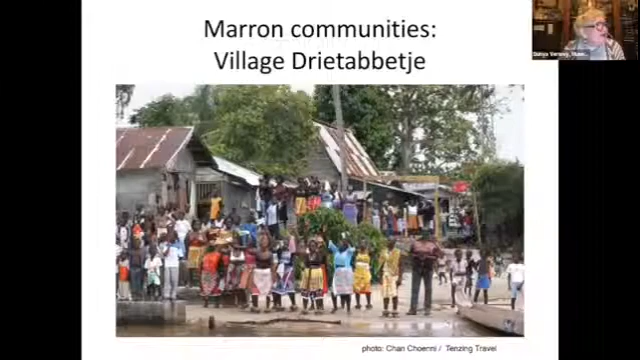 Marron communities:
Village Drietabbetje
photo: Chan Choenni / Tenzing Travel